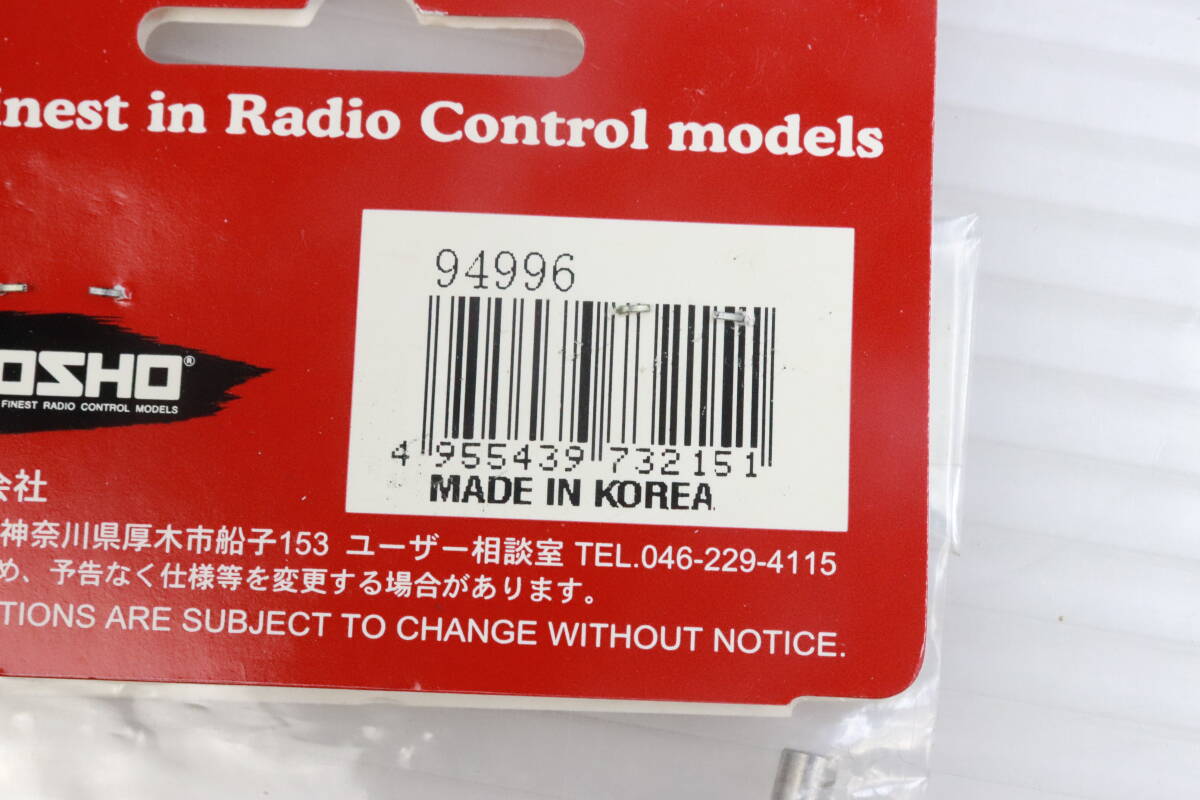 inest in Radio Control models
94996
4 955439 732151
MADE IN KOREA
OSHO®
FINEST RADIO CONTROL MODELS
会社
神奈川県厚木市船子153 ユーザー相談室 TEL.046-229-4115
め、予告なく仕様等を変更する場合があります。
TIONS ARE SUBJECT TO CHANGE WITHOUT NOTICE.